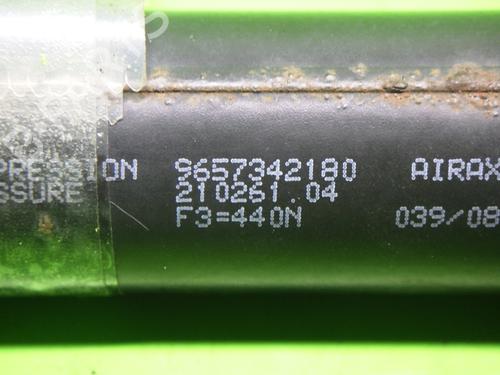 PRESSION 9657342180 AIRAX
SSURE 210261.04
F3=440N 039/08